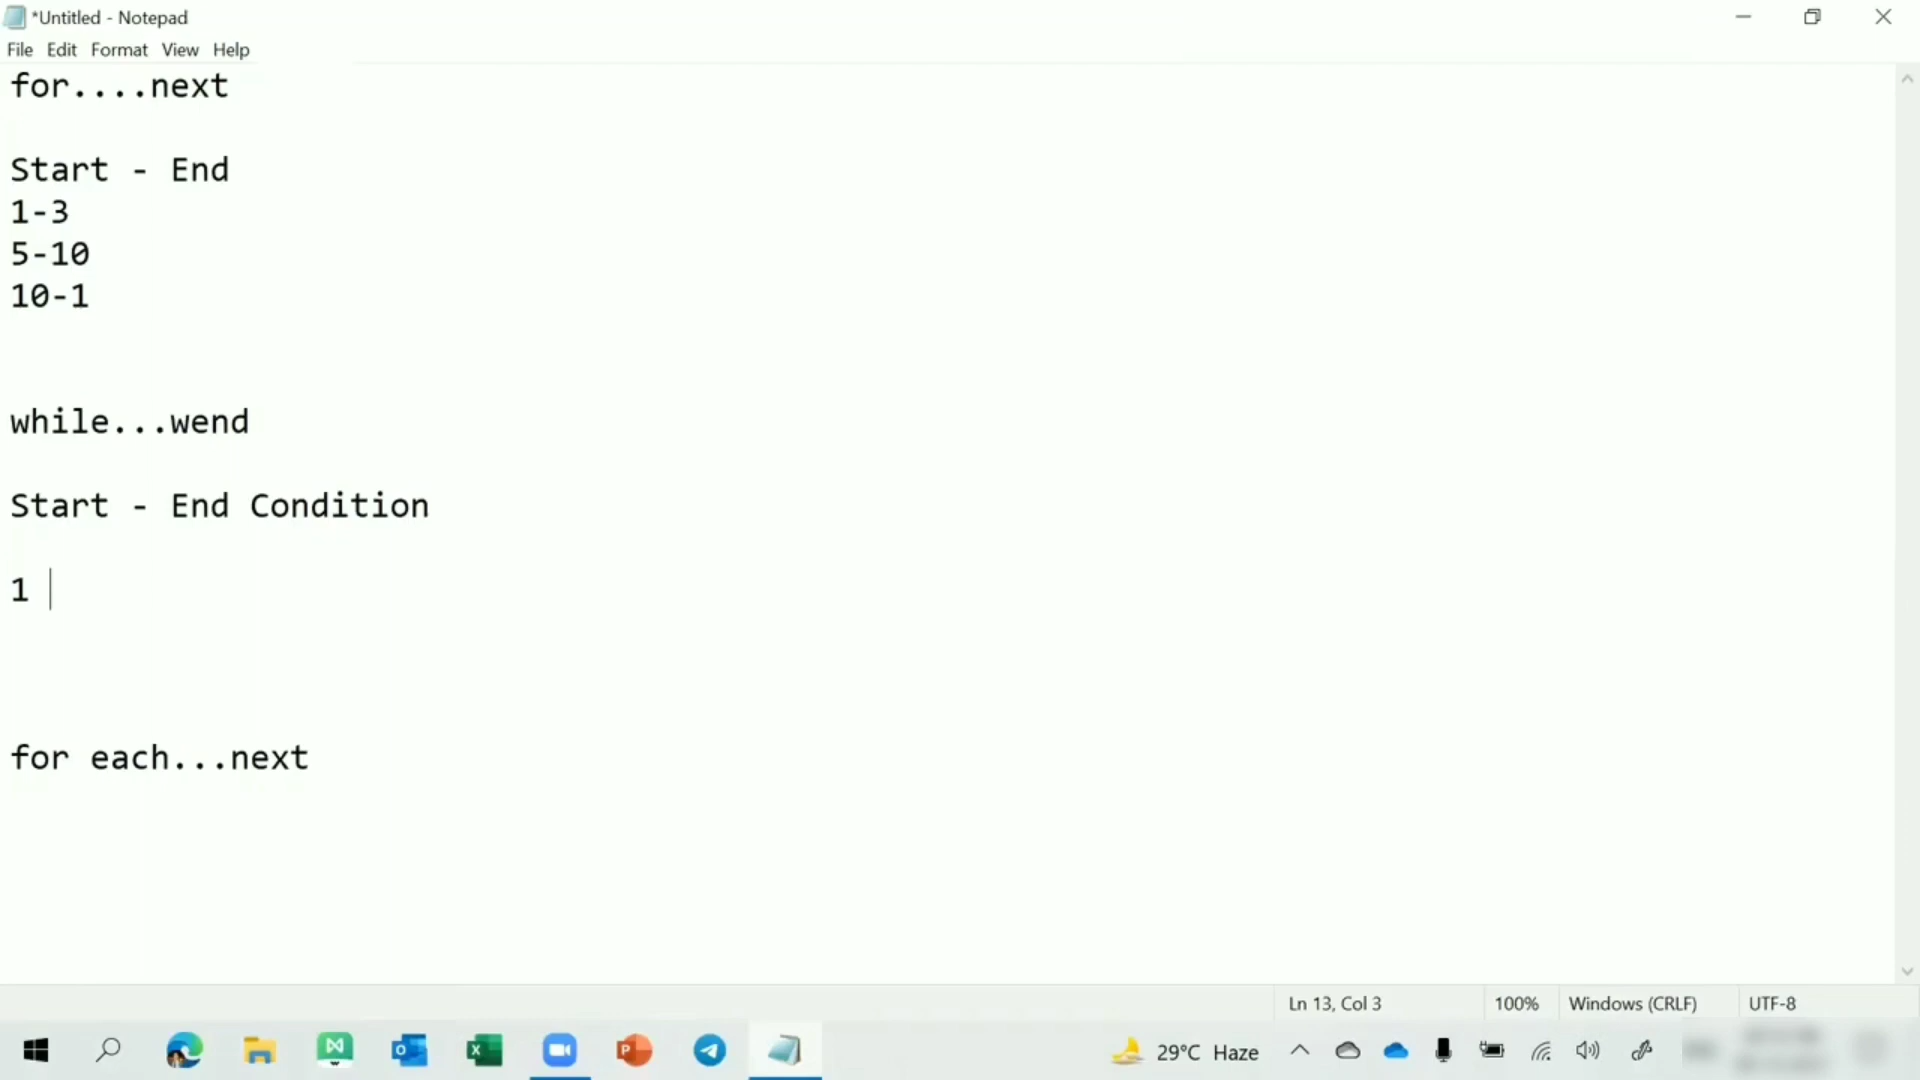 *Untitled - Notepad
File Edit Format View Help
for....next
Start - End
1-3
5-10
10-1
while...wend
Start - End Condition
1
for each...next
Ln 13, Col 3
100%
Windows (CRLF)
UTF-8
29°C Haze